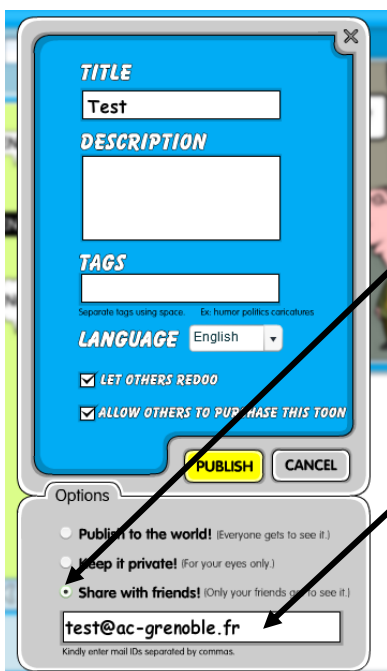 TITLE
Test
DESCRIPTION
TAGS
Separate tags using space. Ex: humor politics caricatures
LANGUAGE English
LET OTHERS REDOO
ALLOW OTHERS TO PURCHASE THIS TOON
PUBLISH CANCEL
Options
Publish to the world! (Everyone gets to see it.)
Keep it private! (For your eyes only.)
Share with friends! (Only your friends get to see it.)
test@ac-grenoble.fr
Kindly enter mail IDs separated by commas.